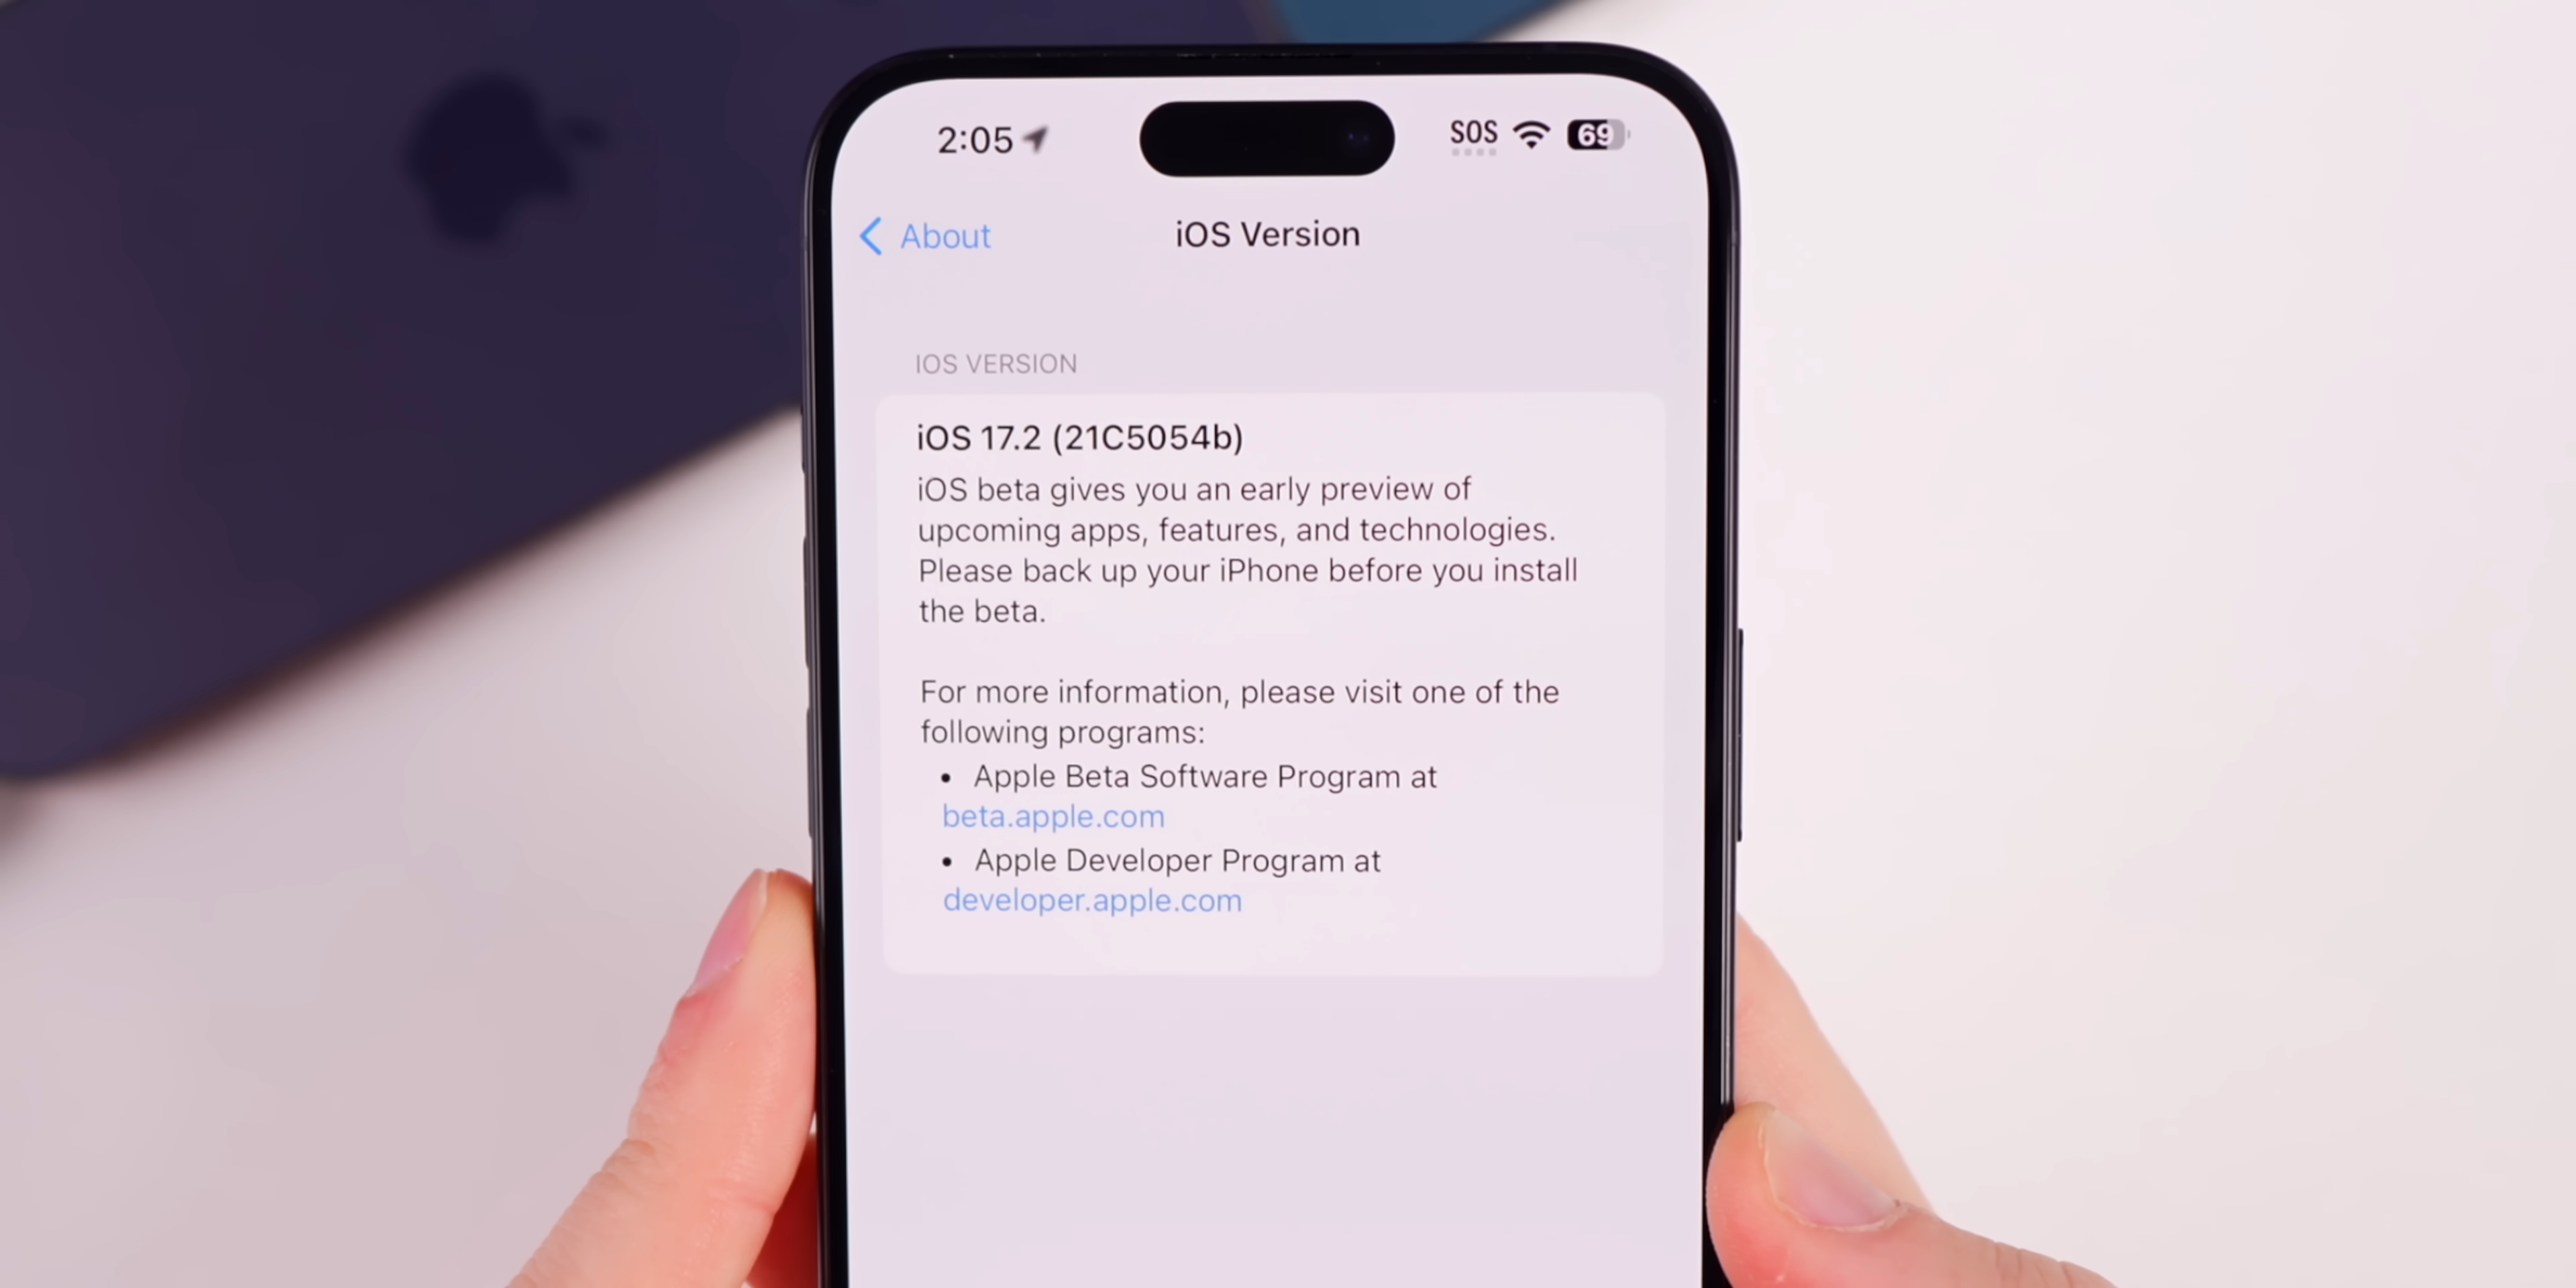 2:05 SOS 69
About iOS Version
IOS VERSION
iOS 17.2 (21C5054b)
iOS beta gives you an early preview of
upcoming apps, features, and technologies.
Please back up your iPhone before you install
the beta.
For more information, please visit one of the
following programs:
• Apple Beta Software Program at
beta.apple.com
• Apple Developer Program at
developer.apple.com